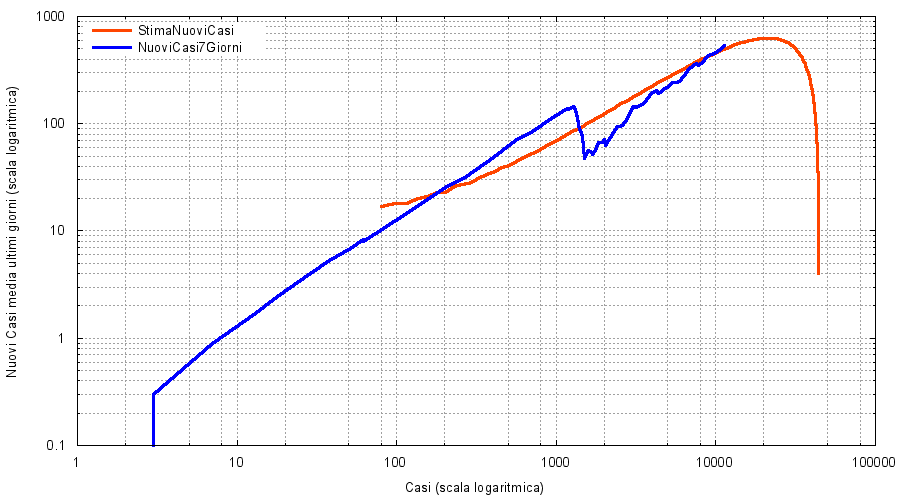 1000
StimaNuoviCasi
NuoviCasi7Giorni
100
10
1
0.1
Nuovi Casi media ultimi giorni (scala logaritmica)
1 10 100 1000 10000 100000
Casi (scala logaritmica)